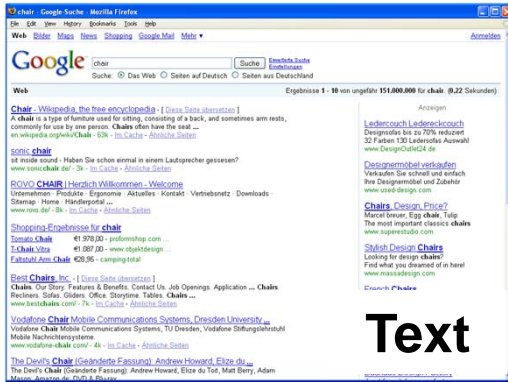 chair - Google-Suche - Mozilla Firefox
File Edit View History Bookmarks Tools Help
Web Bilder Maps News Shopping Google Mail Mehr ▼ Anmelden
Google chair Suche Erweiterte Suche
Einstellungen
Suche: Das Web Seiten auf Deutsch Seiten aus Deutschland
Web Ergebnisse 1 - 10 von ungefähr 151.000.000 für chair. (0,22 Sekunden)
Chair - Wikipedia, the free encyclopedia - [ Diese Seite übersetzen ]
A chair is a type of furniture used for sitting, consisting of a back, and sometimes arm rests,
commonly for use by one person. Chairs often have the seat ...
en.wikipedia.org/wiki/Chair - 63k - Im Cache - Ähnliche Seiten
sonic chair
sit inside sound - Haben Sie schon einmal in einem Lautsprecher gesessen?
www.sonicchair.de/ - 3k - Im Cache - Ähnliche Seiten
ROVO CHAIR | Herzlich Willkommen - Welcome
Unternehmen · Produkte · Ergonomie · Aktuelles · Kontakt · Vertriebsnetz · Downloads ·
Sitemap · Home · Händlerportal ...
www.rovo.de/ - 8k - Im Cache - Ähnliche Seiten
Shopping-Ergebnisse für chair
Tomato Chair €1.978,00 - proformshop.com ...
T-Chair Vitra €1.087,00 - www.objektdesign ...
Faltstuhl Arm Chair €28,95 - camping-total
Best Chairs, Inc. - [ Diese Seite übersetzen ]
Chairs. Our Story. Features & Benefits. Contact Us. Job Openings. Application ... Chairs.
Recliners. Sofas. Gliders. Office. Storytime. Tables. Chairs ...
www.bestchairs.com/ - 7k - Im Cache - Ähnliche Seiten
Vodafone Chair Mobile Communications Systems, Dresden University ...
Vodafone Chair Mobile Communications Systems, TU Dresden, Vodafone Stiftungslehrstuhl
Mobile Nachrichtensysteme.
www.vodafone-chair.com/ - 4k - Im Cache - Ähnliche Seiten
The Devil's Chair (Geänderte Fassung): Andrew Howard, Elize du ...
The Devil's Chair (Geänderte Fassung): Andrew Howard, Elize du Toit, Matt Berry, Adam
Mason: Amazon.de: DVD & Blu-ray
Anzeigen
Ledercouch Ledereckcouch
Designsofas bis zu 70% reduziert
32 Farben 130 Ledersofas Auswahl
www.DesignOutlet24.de
Designermöbel verkaufen
Verkaufen Sie schnell und einfach
Ihre Designermöbel und Zubehör
www.used-design.com
Chairs, Design, Price?
Marcel breuer, Egg chair, Tulip
The most important classics chairs
www.superestudio.com
Stylish Design Chairs
Looking for design chairs?
Find what you dreamed of in here!
www.massadesign.com
French Chairs
Text